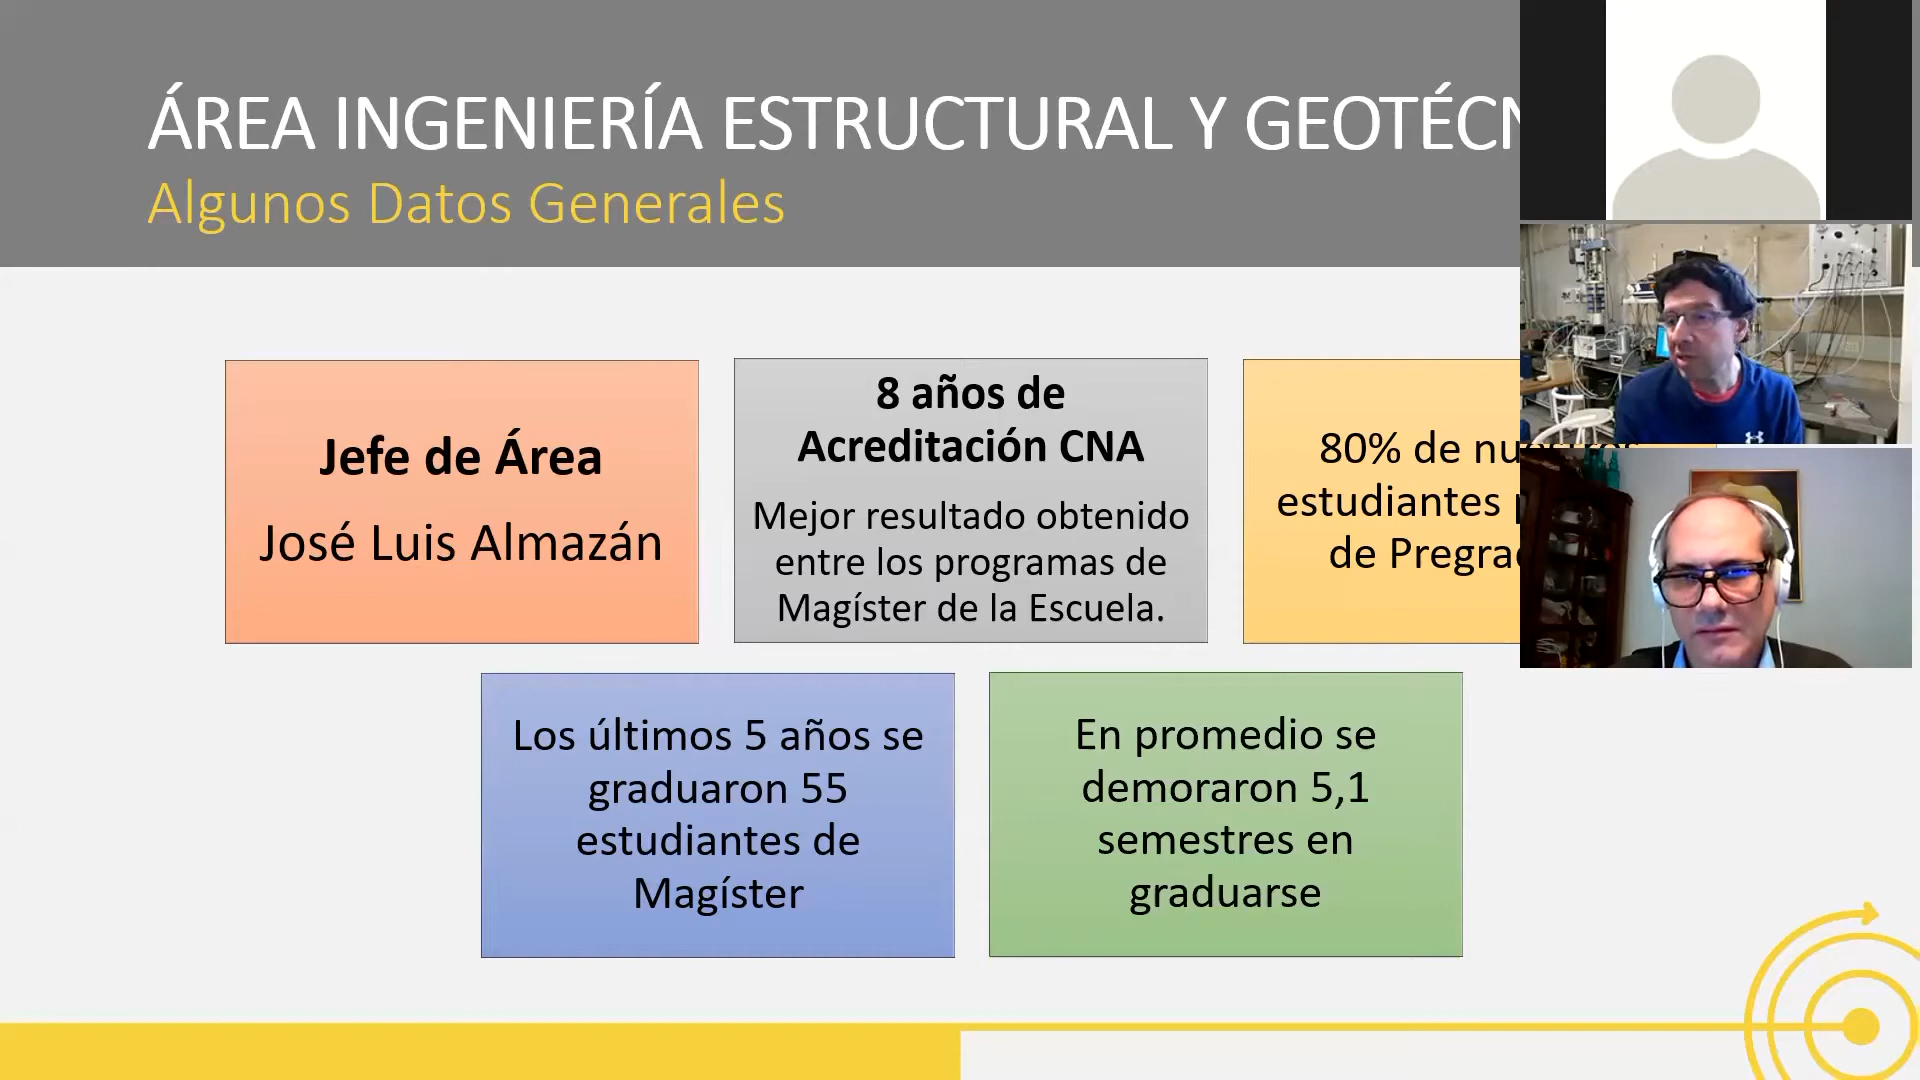 ÁREA INGENIERÍA ESTRUCTURAL Y GEOTÉCN
Algunos Datos Generales
Jefe de Área
José Luis Almazán
8 años de
Acreditación CNA
Mejor resultado obtenido
entre los programas de
Magíster de la Escuela.
80% de nuestros
estudiantes
de Pregra
Los últimos 5 años se
graduaron 55
estudiantes de
Magíster
En promedio se
demoraron 5,1
semestres en
graduarse